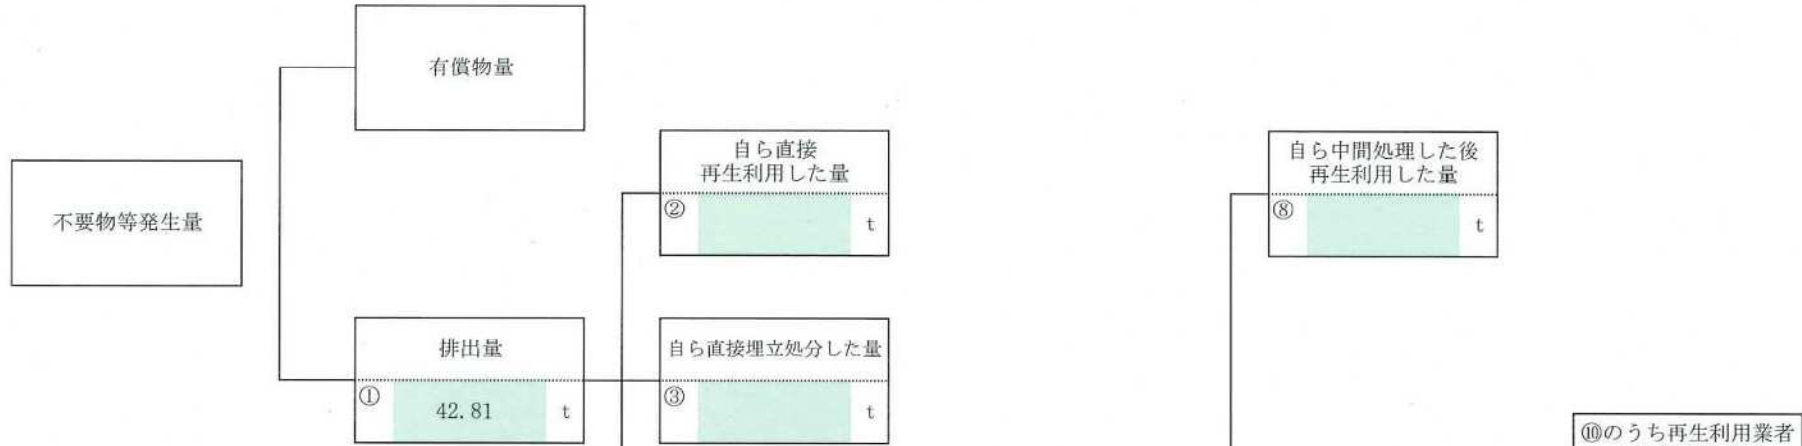 有償物量
不要物等発生量
自ら直接
再生利用した量
② t
自ら中間処理した後
再生利用した量
⑧ t
排出量
① 42.81 t
自ら直接埋立処分した量
③ t
⑩のうち再生利用業者